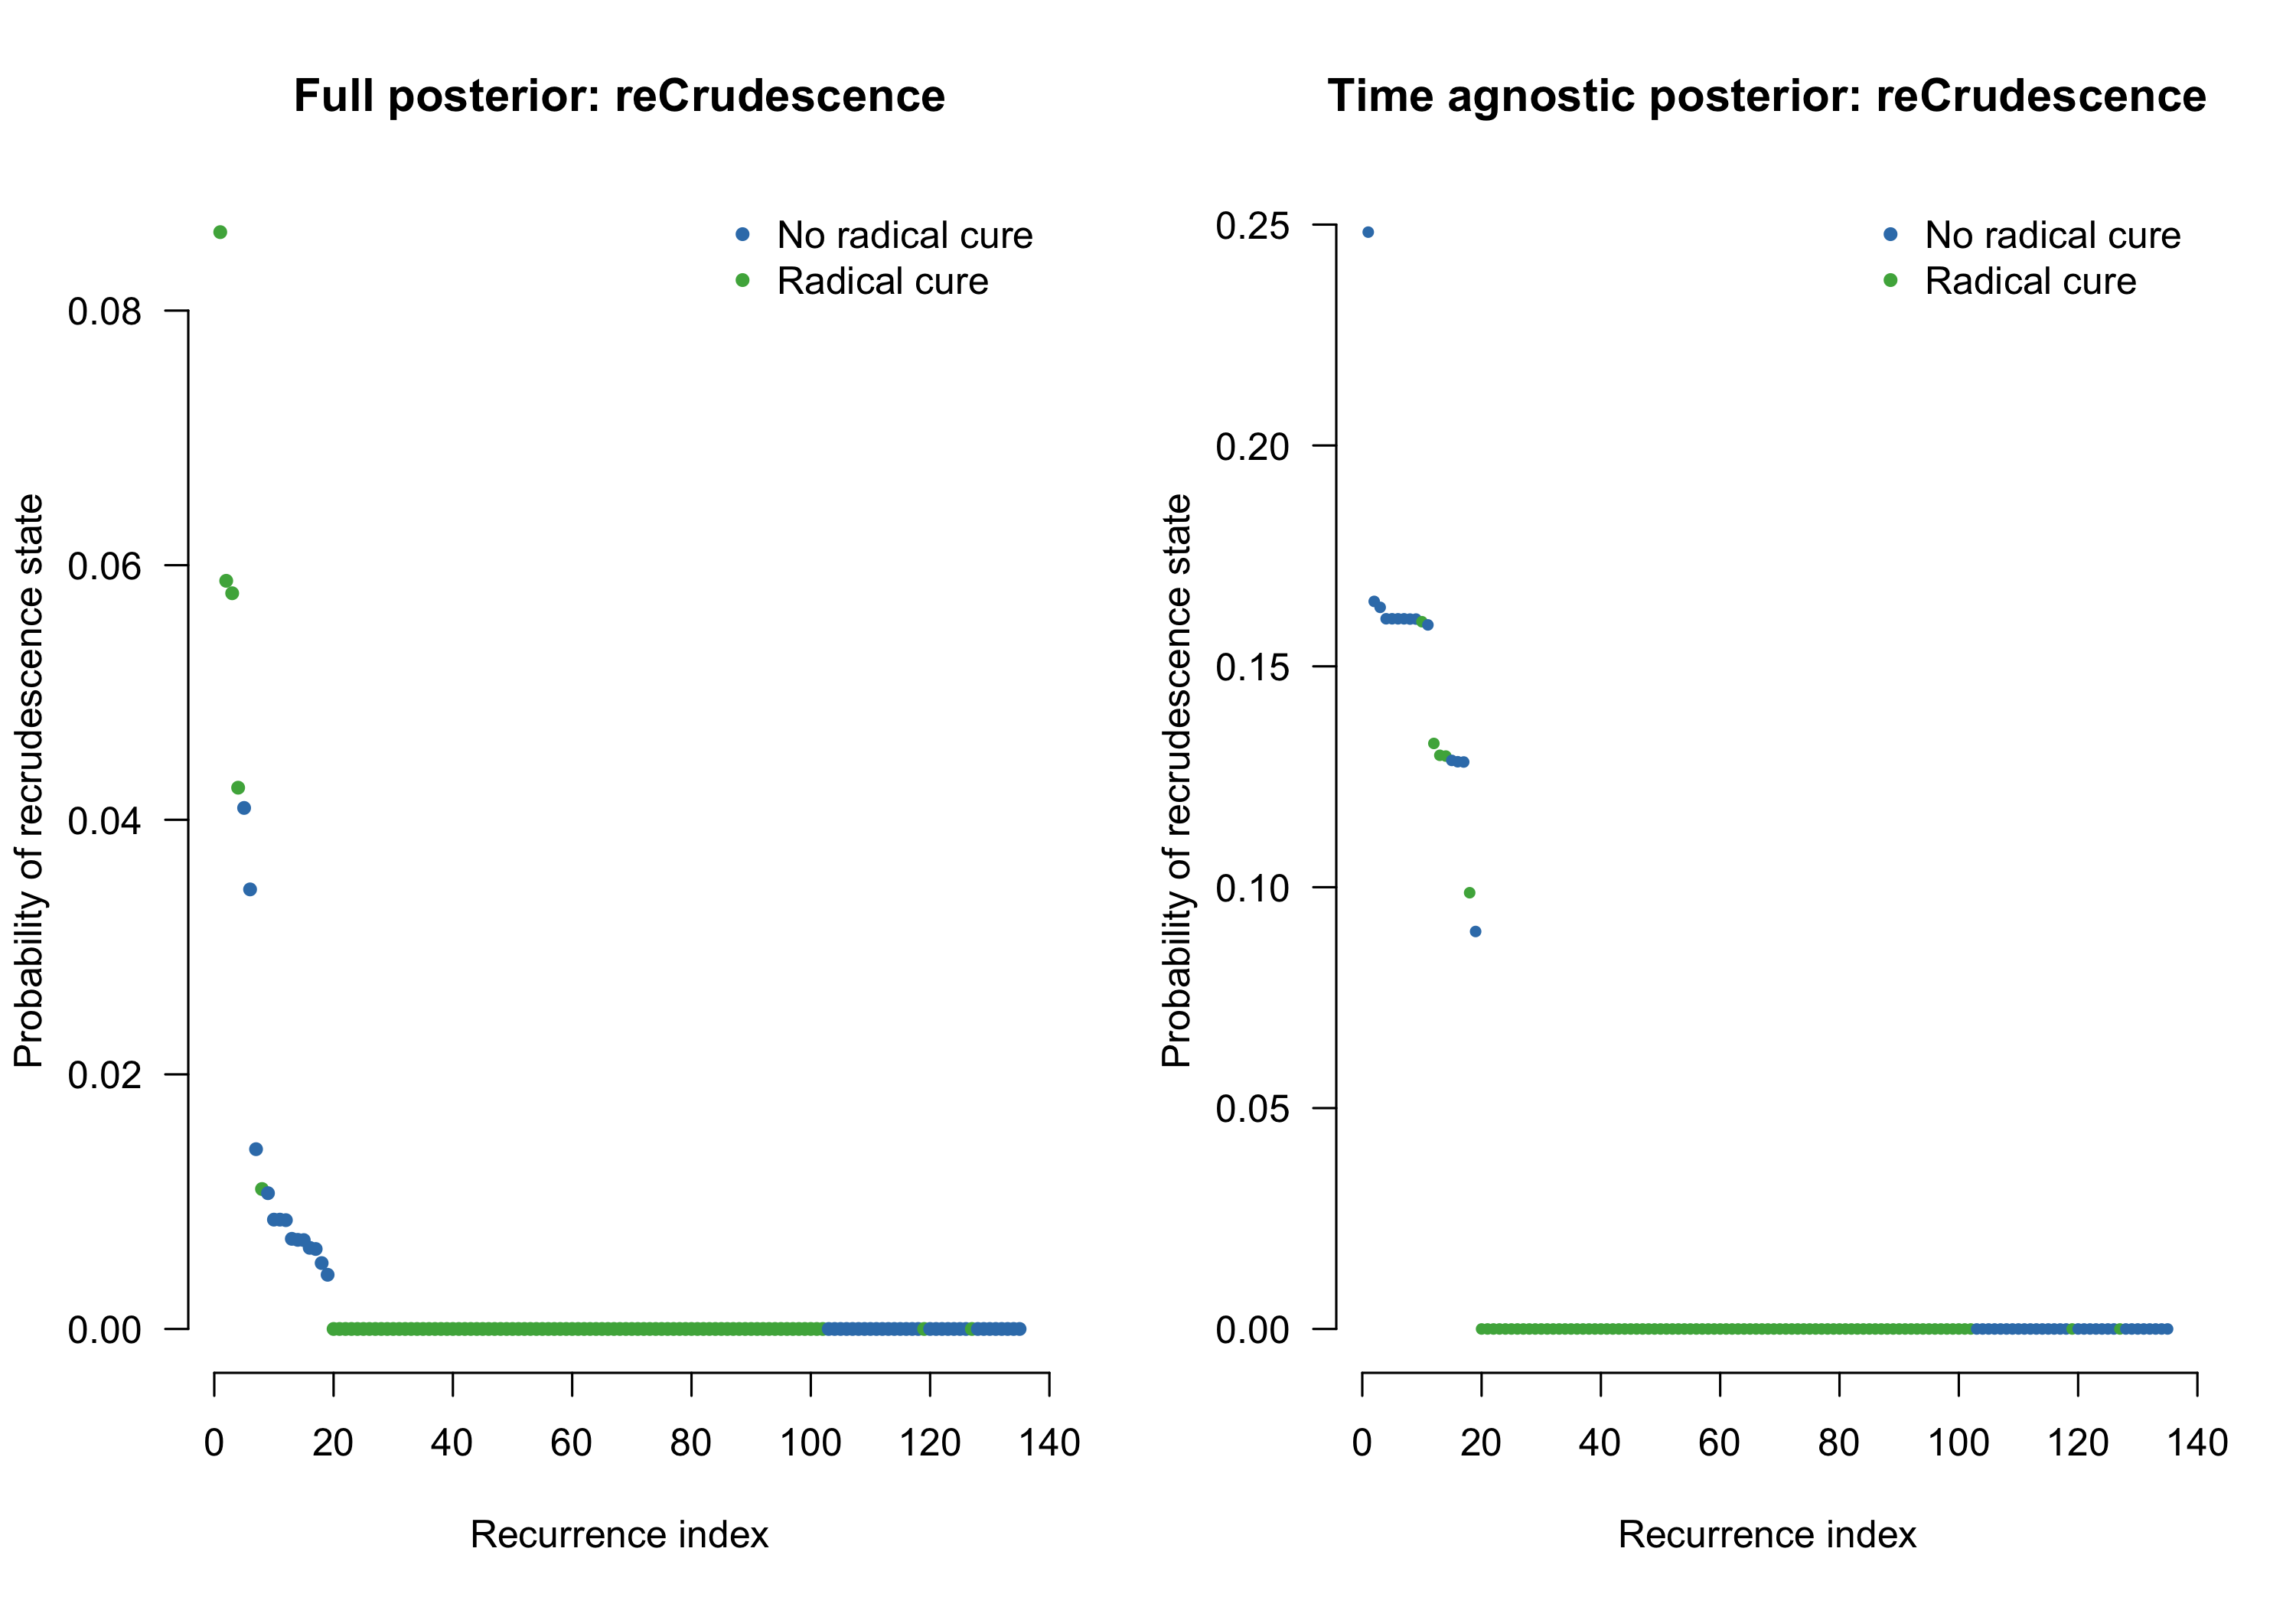 Full posterior: reCrudescence
No radical cure
Radical cure
0.08
0.06
0.04
0.02
0.00
Probability of recrudescence state
0 20 40 60 80 100 120 140
Recurrence index
Time agnostic posterior: reCrudescence
No radical cure
Radical cure
0.25
0.20
0.15
0.10
0.05
0.00
Probability of recrudescence state
0 20 40 60 80 100 120 140
Recurrence index